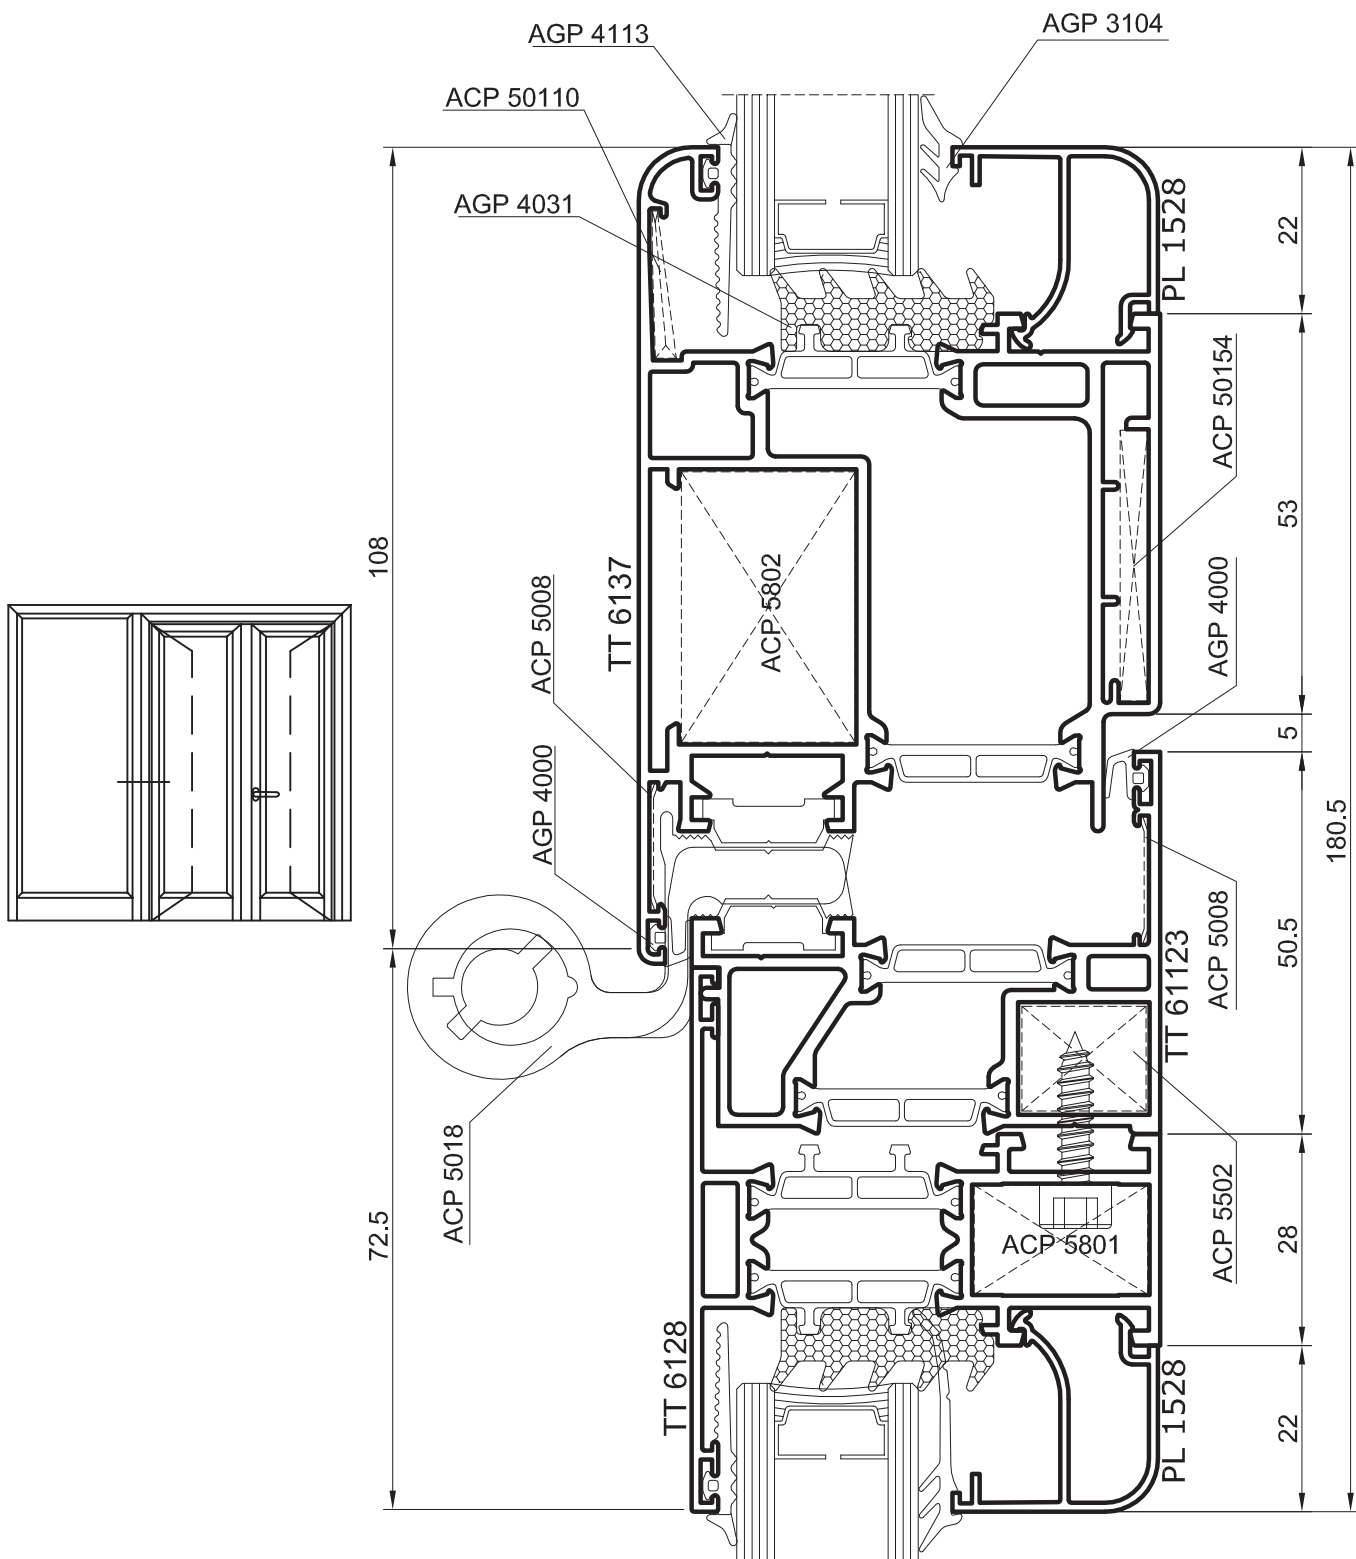 AGP 4113
AGP 3104
ACP 50110
AGP 4031
PL 1528
22
ACP 50154
53
108
TT 6137
ACP 5008
ACP 5802
AGP 4000
AGP 4000
5
180.5
ACP 5008
TT 61123
50.5
ACP 5018
ACP 5502
72.5
ACP 5801
28
TT 6128
PL 1528
22